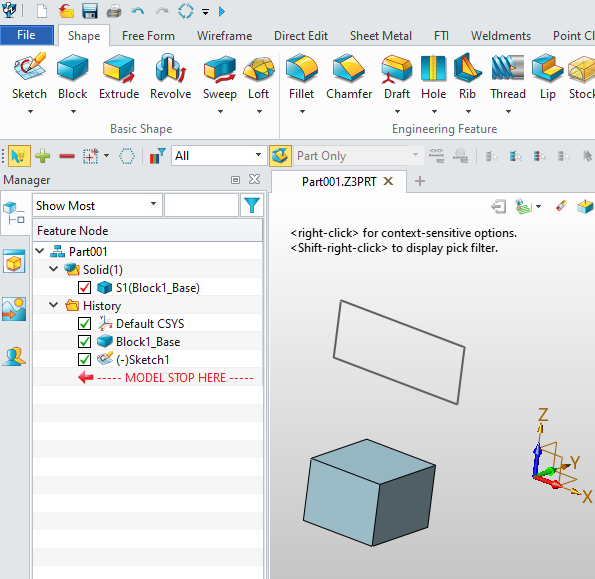 File Shape Free Form Wireframe Direct Edit Sheet Metal FTI Weldments Point Cl
Sketch Block Extrude Revolve Sweep Loft Fillet Chamfer Draft Hole Rib Thread Lip Stock
Basic Shape Engineering Feature
All Part Only
Manager Part001.Z3PRT
Show Most
Feature Node
<right-click> for context-sensitive options.
<Shift-right-click> to display pick filter.
Part001
Solid(1)
S1(Block1_Base)
History
Default CSYS
Block1_Base
(-)Sketch1
----- MODEL STOP HERE -----
Z
Y
X